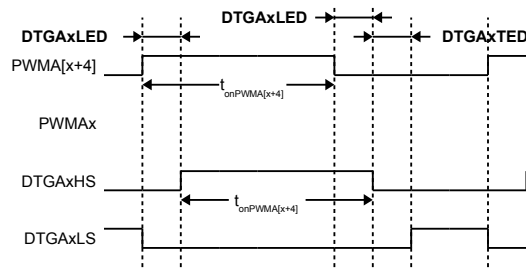 DTGAxLED
DTGAxLED
DTGAxTED
PWMA[x+4]
tonPWMA[x+4]
PWMAx
DTGAxHS
tonPWMA[x+4]
DTGAxLS